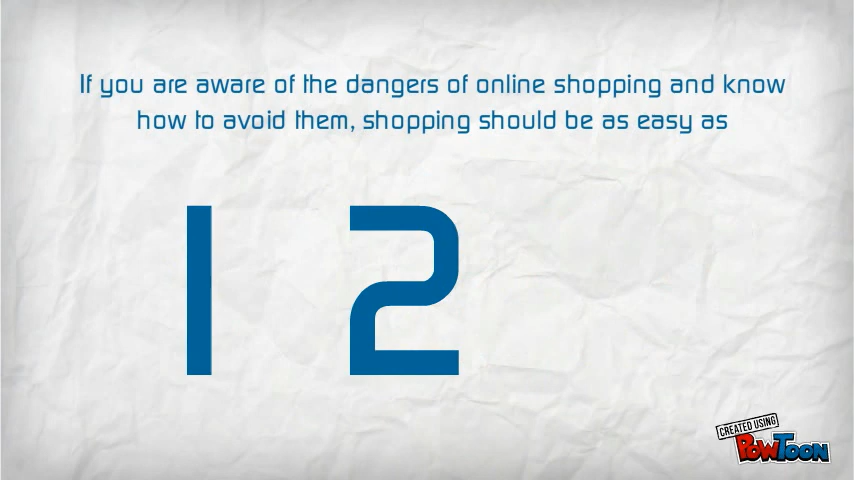 If you are aware of the dangers of online shopping and know
how to avoid them, shopping should be as easy as
1 2
CREATED USING
POWTOON